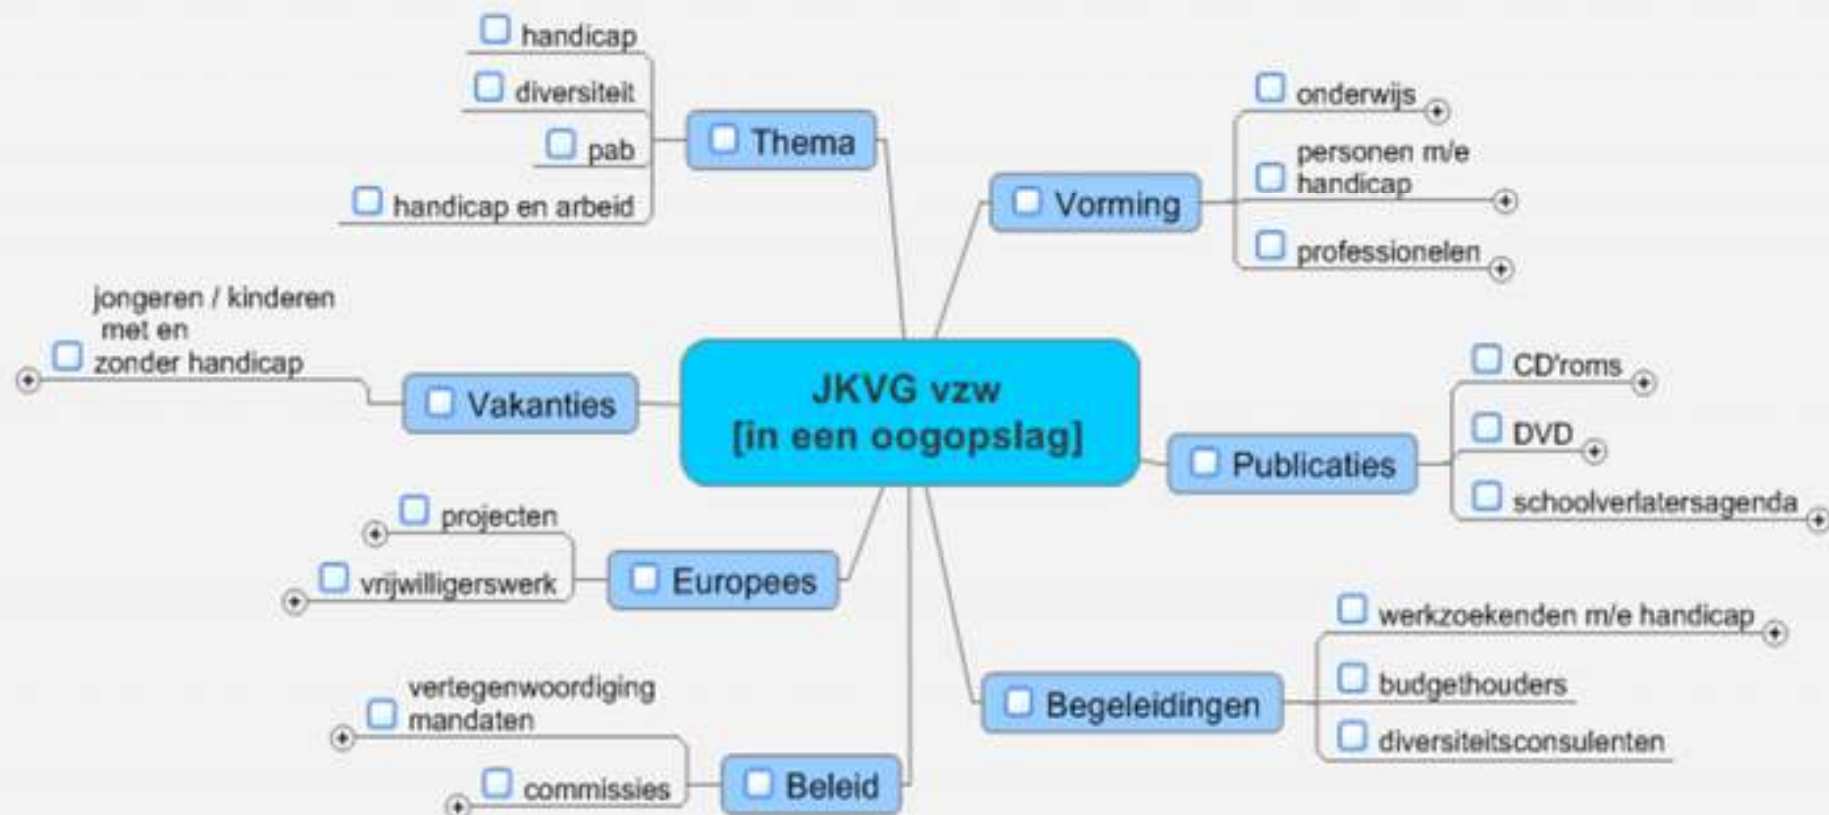 handicap
diversiteit
pab
handicap en arbeid
Thema
jongeren / kinderen
met en
zonder handicap
Vakanties
projecten
vrijwilligerswerk
Europees
vertegenwoordiging
mandaten
commissies
Beleid
JKVG vzw
[in een oogopslag]
Vorming
onderwijs
personen m/e
handicap
professionelen
Publicaties
CD'roms
DVD
schoolverlatersagenda
Begeleidingen
werkzoekenden m/e handicap
budgethouders
diversiteitsconsulenten